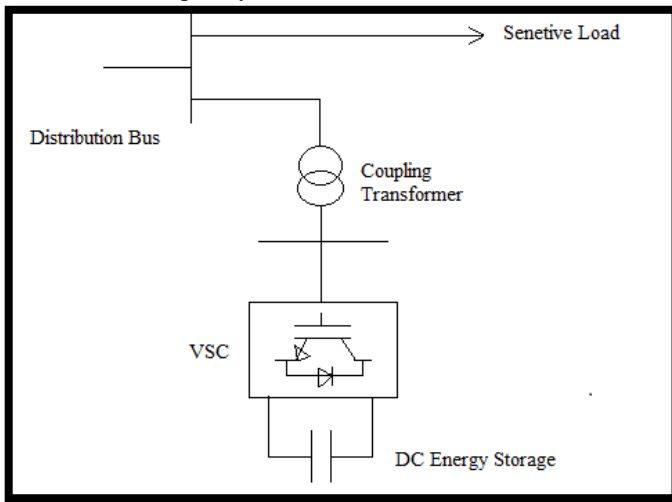 Senetive Load
Distribution Bus
Coupling
Transformer
VSC
DC Energy Storage